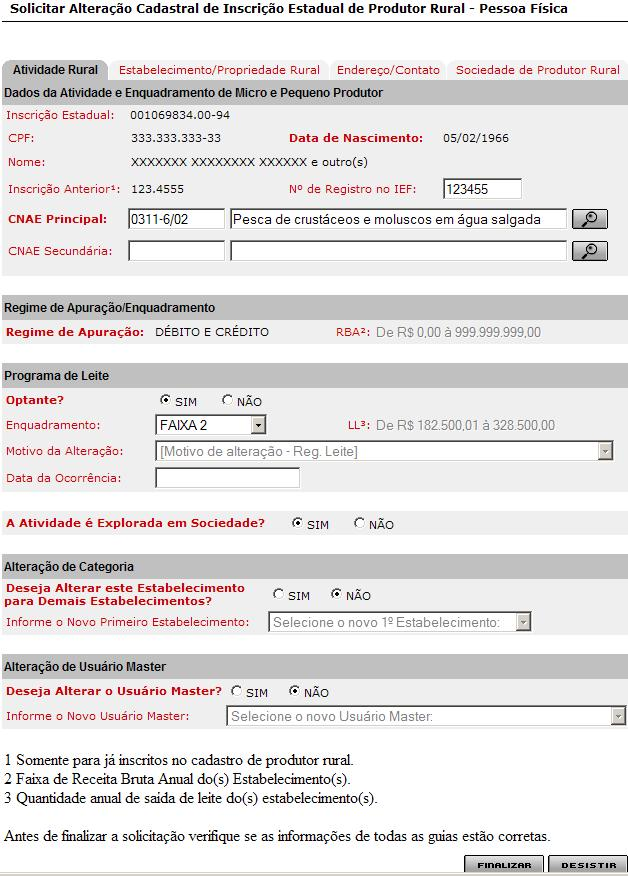 Solicitar Alteração Cadastral de Inscrição Estadual de Produtor Rural - Pessoa Física
Atividade Rural Estabelecimento/Propriedade Rural Endereço/Contato Sociedade de Produtor Rural
Dados da Atividade e Enquadramento de Micro e Pequeno Produtor
Inscrição Estadual: 001069834.00-94
CPF: 333.333.333-33 Data de Nascimento: 05/02/1966
Nome: XXXXXXX XXXXXXXX XXXXXX e outro(s)
Inscrição Anterior¹: 123.4555 Nº de Registro no IEF: 123455
CNAE Principal: 0311-6/02 Pesca de crustáceos e moluscos em água salgada
CNAE Secundária:
Regime de Apuração/Enquadramento
Regime de Apuração: DÉBITO E CRÉDITO RBA²: De R$ 0,00 à 999.999.999,00
Programa de Leite
Optante? SIM NÃO
Enquadramento: FAIXA 2 LL³: De R$ 182.500,01 à 328.500,00
Motivo da Alteração: [Motivo de alteração - Reg. Leite]
Data da Ocorrência:
A Atividade é Explorada em Sociedade? SIM NÃO
Alteração de Categoria
Deseja Alterar este Estabelecimento
para Demais Estabelecimentos? SIM NÃO
Informe o Novo Primeiro Estabelecimento: Selecione o novo 1º Estabelecimento:
Alteração de Usuário Master
Deseja Alterar o Usuário Master? SIM NÃO
Informe o Novo Usuário Master: Selecione o novo Usuário Master:
1 Somente para já inscritos no cadastro de produtor rural.
2 Faixa de Receita Bruta Anual do(s) Estabelecimento(s).
3 Quantidade anual de saida de leite do(s) estabelecimento(s).
Antes de finalizar a solicitação verifique se as informações de todas as guias estão corretas.
FINALIZAR DESISTIR